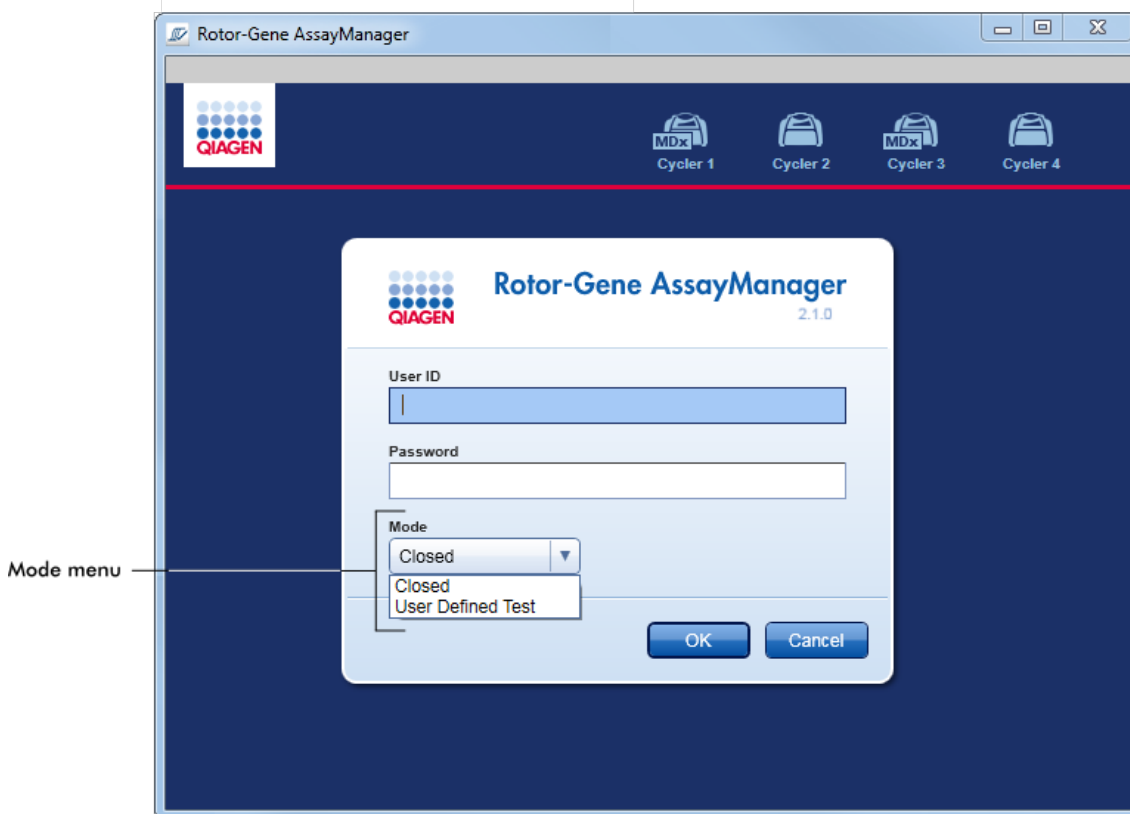 Rotor-Gene AssayManager
QIAGEN
MDx
MDx
Cycler 1
Cycler 2
Cycler 3
Cycler 4
QIAGEN
Rotor-Gene AssayManager
2.1.0
User ID
Password
Mode
Closed
Mode menu
Closed
User Defined Test
OK
Cancel